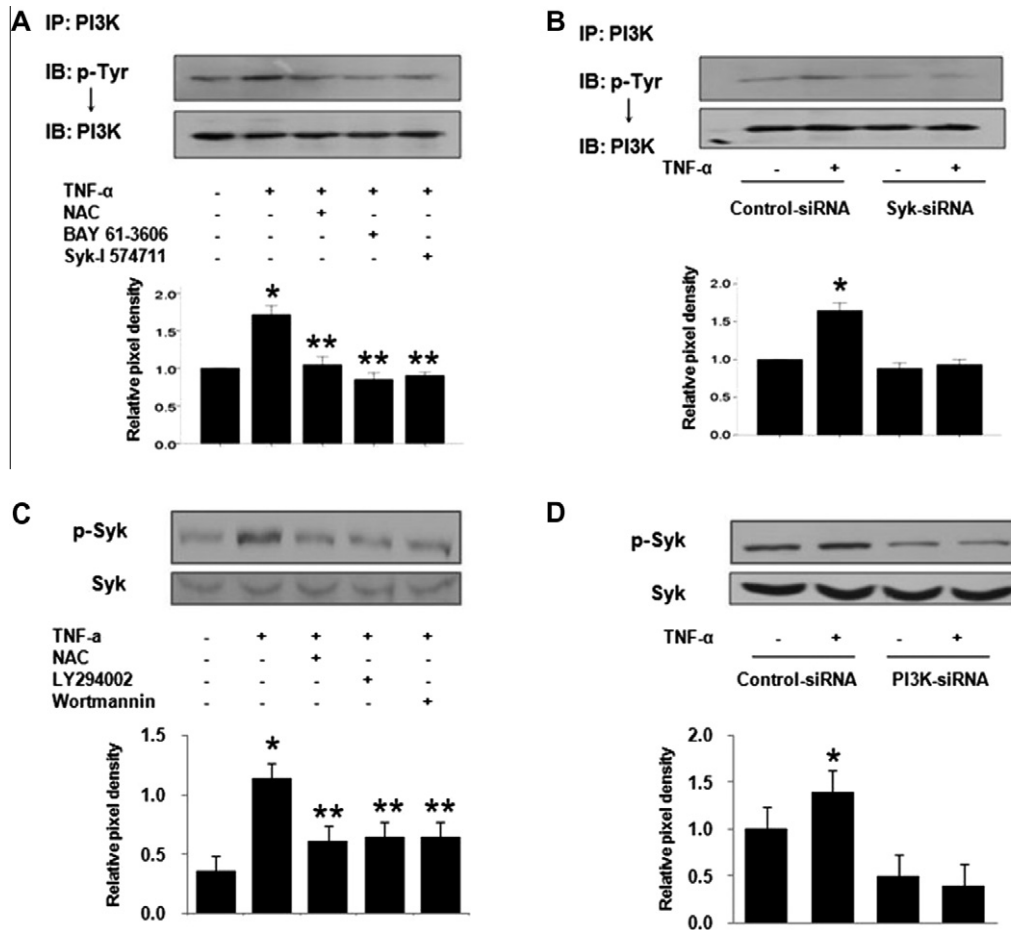 A
IP: PI3K
IB: p-Tyr
IB: PI3K
TNF-α - + + + +
NAC - - + - -
BAY 61-3606 - - - + -
Syk-I 574711 - - - - +
Relative pixel density
2.0
1.5
1.0
0.5
0.0
*
**
**
**
B
IP: PI3K
IB: p-Tyr
IB: PI3K
TNF-α - + - +
Control-siRNA Syk-siRNA
Relative pixel density
2.0
1.5
1.0
0.5
0.0
*
C
p-Syk
Syk
TNF-a - + + + +
NAC - - + - -
LY294002 - - - + -
Wortmannin - - - - +
Relative pixel density
1.5
1.0
0.5
0.0
*
**
**
**
D
p-Syk
Syk
TNF-α - + - +
Control-siRNA PI3K-siRNA
Relative pixel density
2.0
1.5
1.0
0.5
0.0
*